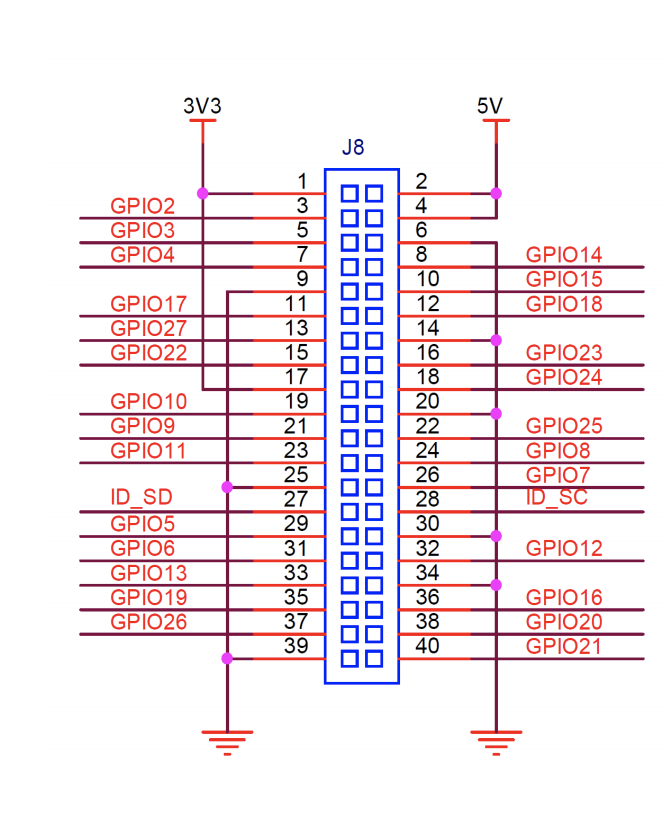 3V3 5V
J8
1 2
GPIO2 3 4
GPIO3 5 6
GPIO4 7 8 GPIO14
9 10 GPIO15
GPIO17 11 12 GPIO18
GPIO27 13 14
GPIO22 15 16 GPIO23
17 18 GPIO24
GPIO10 19 20
GPIO9 21 22 GPIO25
GPIO11 23 24 GPIO8
25 26 GPIO7
ID_SD 27 28 ID_SC
GPIO5 29 30
GPIO6 31 32 GPIO12
GPIO13 33 34
GPIO19 35 36 GPIO16
GPIO26 37 38 GPIO20
39 40 GPIO21